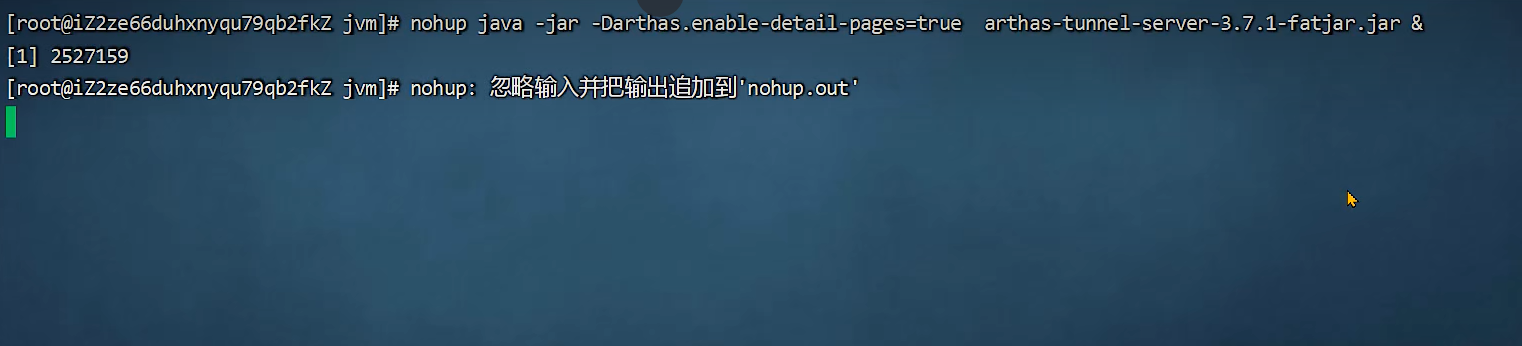 [root@iZ2ze66duhxnyqu79qb2fkZ jvm]# nohup java -jar -Darthas.enable-detail-pages=true  arthas-tunnel-server-3.7.1-fatjar.jar &
[1] 2527159
[root@iZ2ze66duhxnyqu79qb2fkZ jvm]# nohup: 忽略输入并把输出追加到'nohup.out'